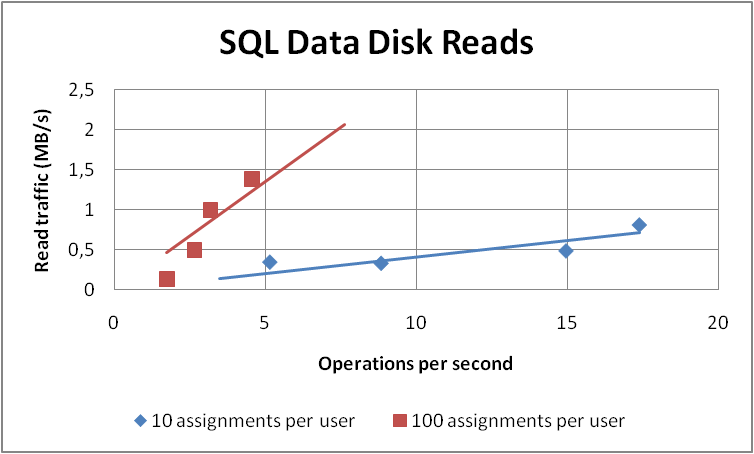 SQL Data Disk Reads
Read traffic (MB/s)
2,5
2
1,5
1
0,5
0
0 5 10 15 20
Operations per second
10 assignments per user 100 assignments per user